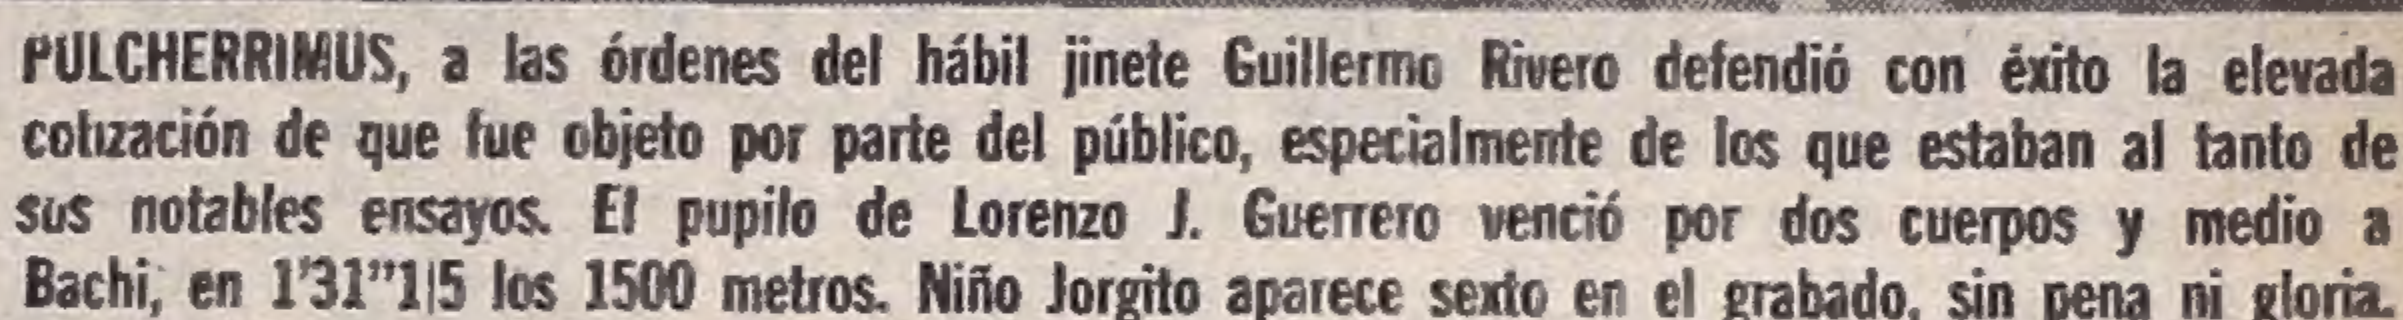 PULCHERRIMUS, a las órdenes del hábil jinete Guillermo Rivero defendió con éxito la elevada
cotización de que fue objeto por parte del público, especialmente de los que estaban al tanto de
sus notables ensayos. El pupilo de Lorenzo J. Guerrero venció por dos cuerpos y medio a
Bachi, en 1'31"1|5 los 1500 metros. Niño Jorgito aparece sexto en el grabado, sin pena ni gloria.